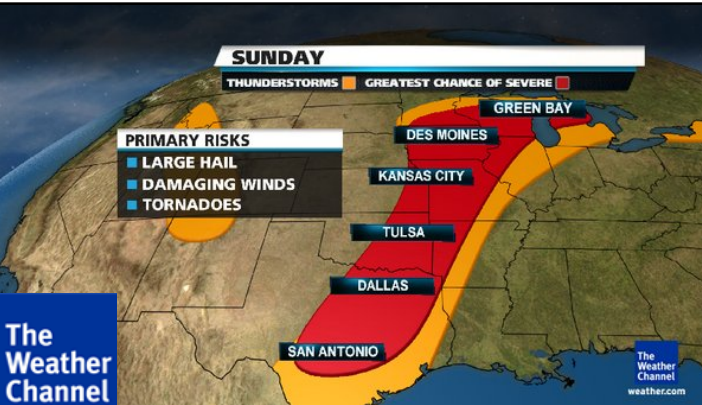 SUNDAY
THUNDERSTORMS GREATEST CHANCE OF SEVERE
GREEN BAY
DES MOINES
PRIMARY RISKS
LARGE HAIL
DAMAGING WINDS
TORNADOES
KANSAS CITY
TULSA
DALLAS
SAN ANTONIO
The
Weather
Channel
The
Weather
Channel
weather.com